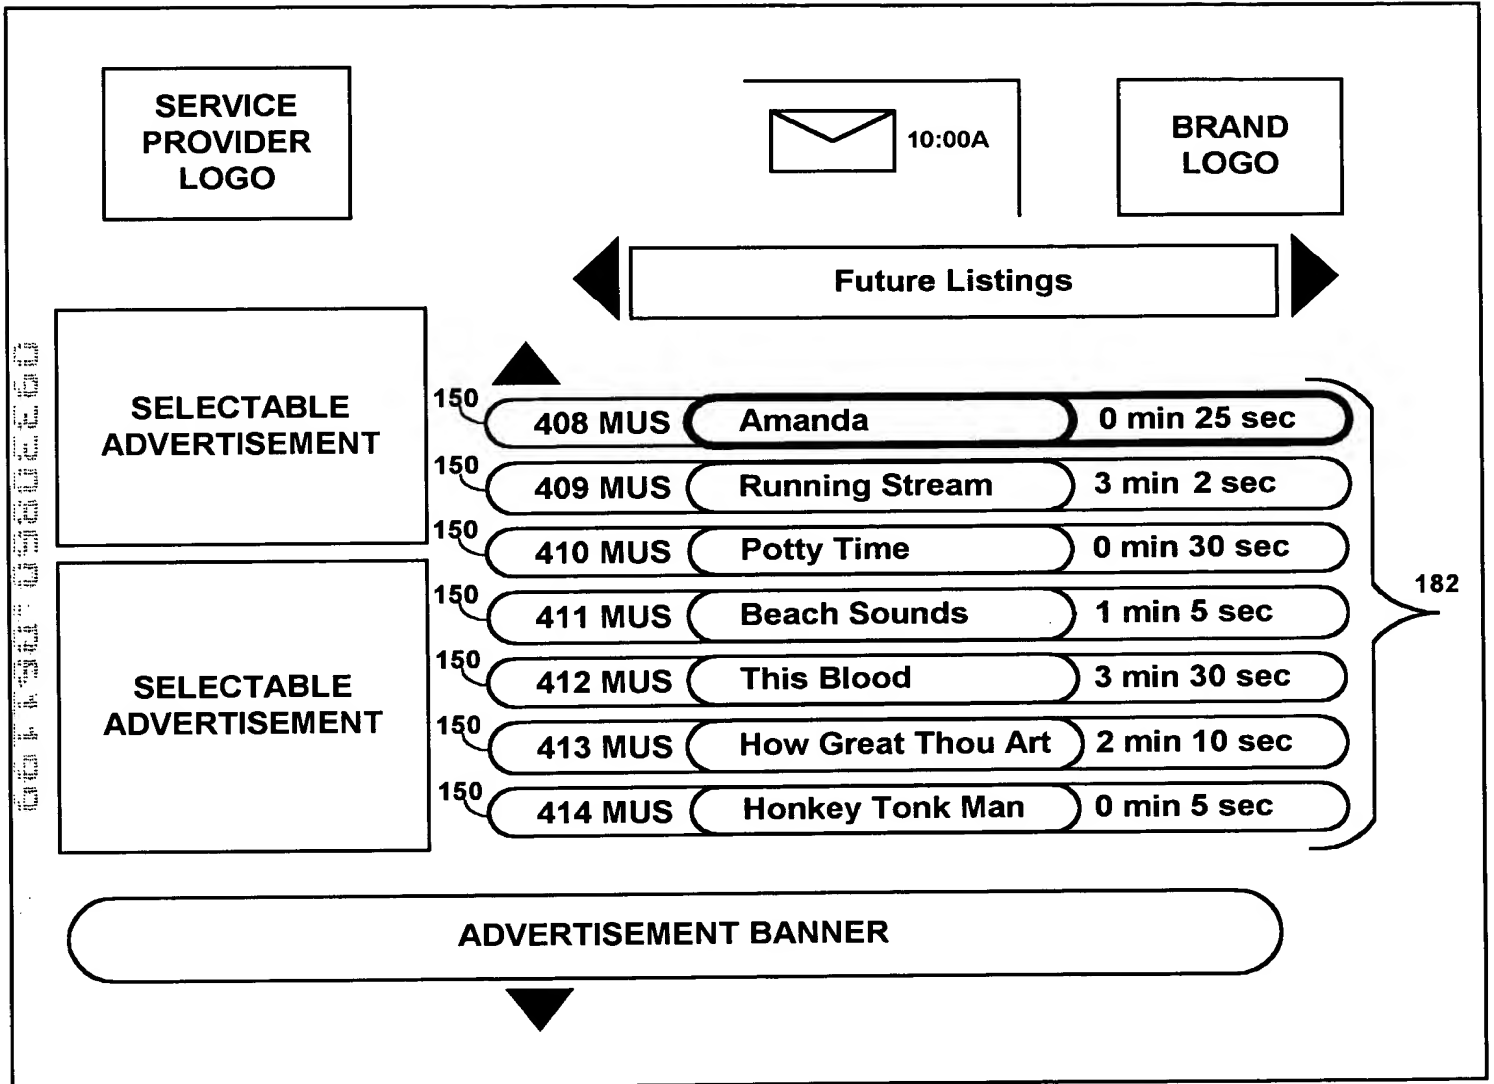 SERVICE
PROVIDER
LOGO
10:00A
BRAND
LOGO
Future Listings
SELECTABLE
ADVERTISEMENT
SELECTABLE
ADVERTISEMENT
150 408 MUS Amanda 0 min 25 sec
150 409 MUS Running Stream 3 min 2 sec
150 410 MUS Potty Time 0 min 30 sec
150 411 MUS Beach Sounds 1 min 5 sec
150 412 MUS This Blood 3 min 30 sec
150 413 MUS How Great Thou Art 2 min 10 sec
150 414 MUS Honkey Tonk Man 0 min 5 sec
182
ADVERTISEMENT BANNER